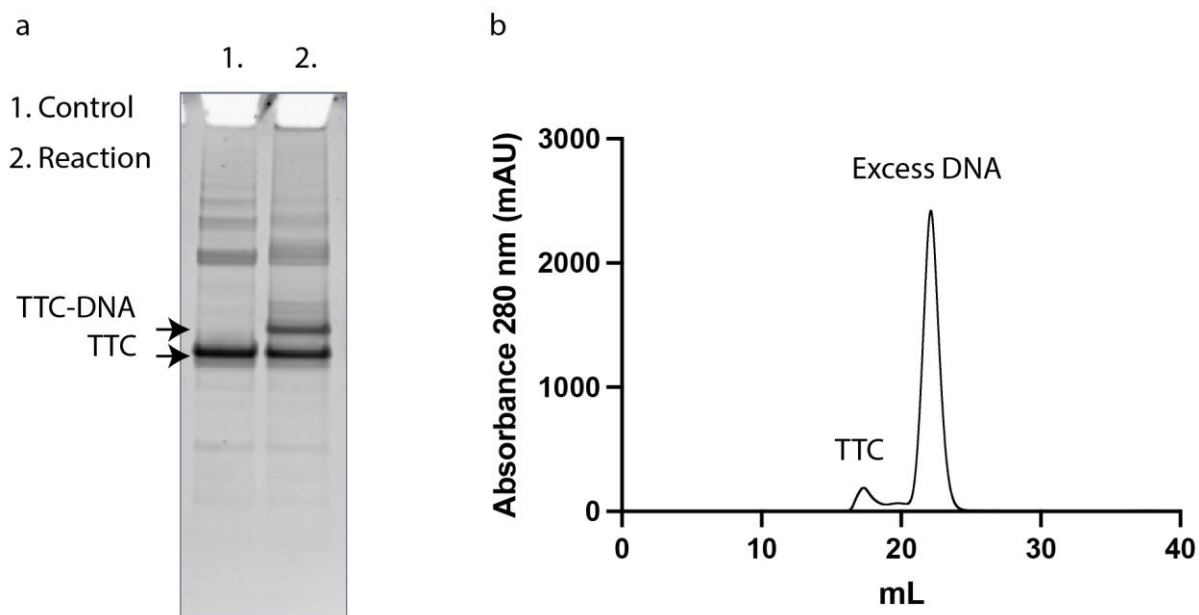 a
1. 2.
1. Control
2. Reaction
TTC-DNA
TTC
b
Absorbance 280 nm (mAU)
3000
2000
1000
0
Excess DNA
TTC
0 10 20 30 40
mL